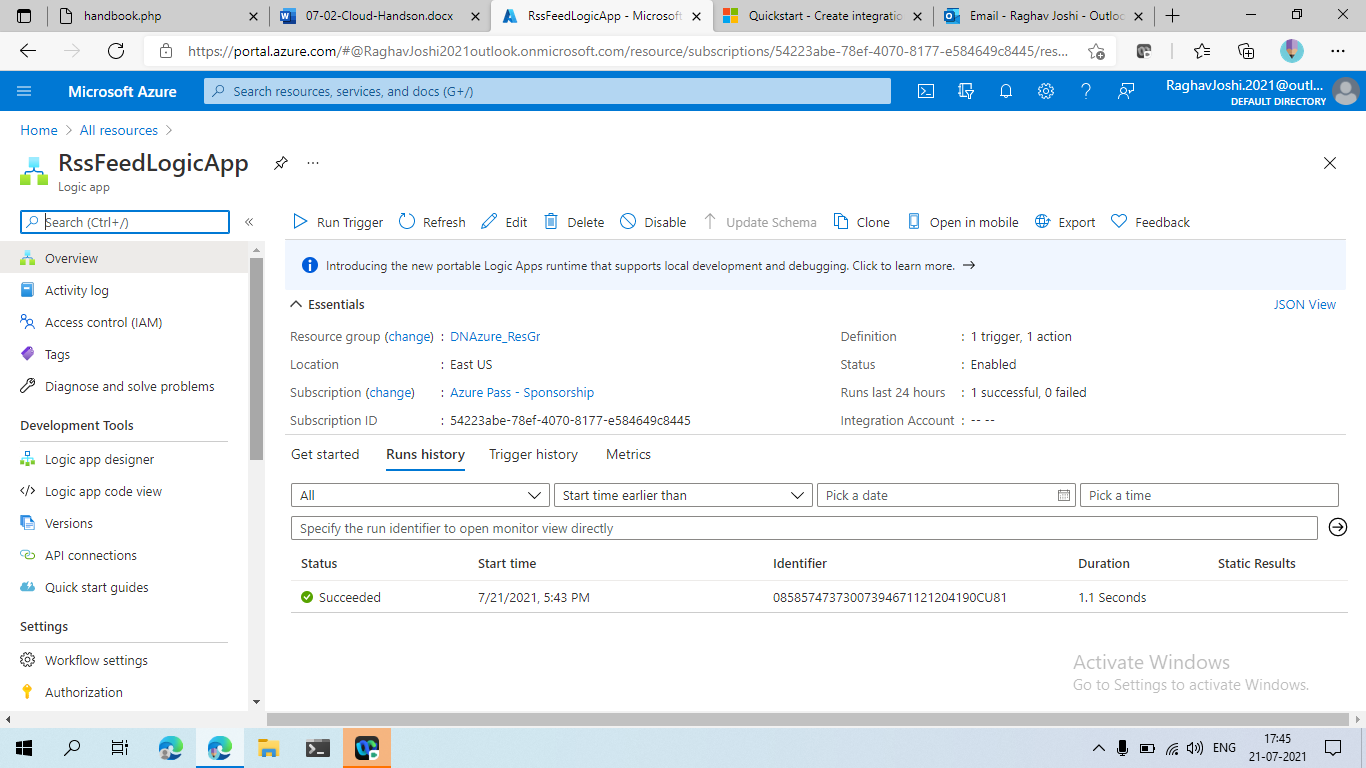 handbook.php
07-02-Cloud-Handson.docx
RssFeedLogicApp - Microsoft
Quickstart - Create integratio
Email - Raghav Joshi - Outloo
https://portal.azure.com/#@RaghavJoshi2021outlook.onmicrosoft.com/resource/subscriptions/54223abe-78ef-4070-8177-e584649c8445/res...
Microsoft Azure
Search resources, services, and docs (G+/)
RaghavJoshi.2021@outl...
DEFAULT DIRECTORY
Home > All resources >
RssFeedLogicApp
Logic app
Search (Ctrl+/)
Run Trigger Refresh Edit Delete Disable Update Schema Clone Open in mobile Export Feedback
Introducing the new portable Logic Apps runtime that supports local development and debugging. Click to learn more. →
Overview
Activity log
Access control (IAM)
Tags
Diagnose and solve problems
Development Tools
Logic app designer
Logic app code view
Versions
API connections
Quick start guides
Settings
Workflow settings
Authorization
Essentials
JSON View
Resource group (change) : DNAzure_ResGr
Location : East US
Subscription (change) : Azure Pass - Sponsorship
Subscription ID : 54223abe-78ef-4070-8177-e584649c8445
Definition : 1 trigger, 1 action
Status : Enabled
Runs last 24 hours : 1 successful, 0 failed
Integration Account : -- --
Get started Runs history Trigger history Metrics
All
Start time earlier than
Pick a date
Pick a time
Specify the run identifier to open monitor view directly
Status Start time Identifier Duration Static Results
Succeeded 7/21/2021, 5:43 PM 08585747373007394671121204190CU81 1.1 Seconds
Activate Windows
Go to Settings to activate Windows.
ENG
17:45
21-07-2021